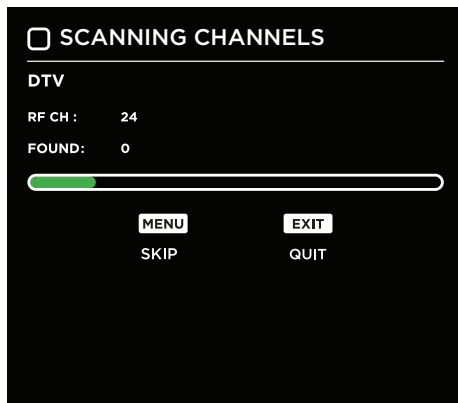 SCANNING CHANNELS
DTV
RF CH : 24
FOUND: 0
MENU EXIT
SKIP QUIT